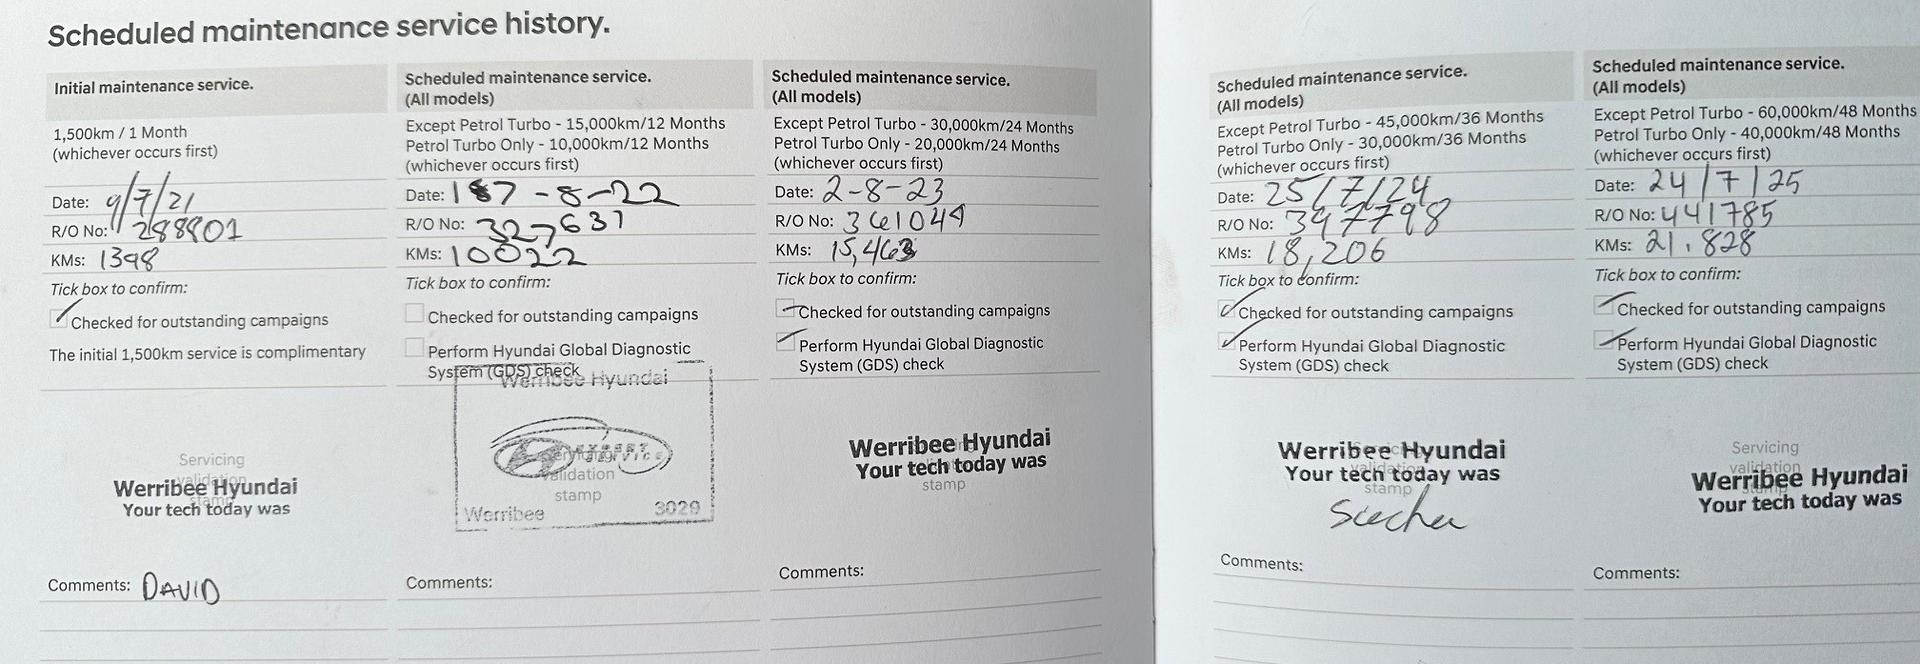 Scheduled maintenance service history.
Initial maintenance service.
1,500km / 1 Month
(whichever occurs first)
Date: 9/7/21
R/O No: 288801
KMs: 1398
Tick box to confirm:
Checked for outstanding campaigns
The initial 1,500km service is complimentary
Servicing
validation
stamp
Werribee Hyundai
Your tech today was
Comments: DAVID
Scheduled maintenance service.
(All models)
Except Petrol Turbo - 15,000km/12 Months
Petrol Turbo Only - 10,000km/12 Months
(whichever occurs first)
Date: 17-8-22
R/O No: 327637
KMs: 10022
Tick box to confirm:
Checked for outstanding campaigns
Perform Hyundai Global Diagnostic
System (GDS) check
Werribee Hyundai
validation
stamp
Werribee 3029
Comments:
Scheduled maintenance service.
(All models)
Except Petrol Turbo - 30,000km/24 Months
Petrol Turbo Only - 20,000km/24 Months
(whichever occurs first)
Date: 2-8-23
R/O No: 361049
KMs: 15,463
Tick box to confirm:
Checked for outstanding campaigns
Perform Hyundai Global Diagnostic
System (GDS) check
Werribee Hyundai
Your tech today was
stamp
Comments:
Scheduled maintenance service.
(All models)
Except Petrol Turbo - 45,000km/36 Months
Petrol Turbo Only - 30,000km/36 Months
(whichever occurs first)
Date: 25/7/24
R/O No: 397798
KMs: 18,206
Tick box to confirm:
Checked for outstanding campaigns
Perform Hyundai Global Diagnostic
System (GDS) check
Werribee Hyundai
Your tech today was
stamp
Comments:
Scheduled maintenance service.
(All models)
Except Petrol Turbo - 60,000km/48 Months
Petrol Turbo Only - 40,000km/48 Months
(whichever occurs first)
Date: 24/7/25
R/O No: 441785
KMs: 21.828
Tick box to confirm:
Checked for outstanding campaigns
Perform Hyundai Global Diagnostic
System (GDS) check
Servicing
validation
stamp
Werribee Hyundai
Your tech today was
Comments: